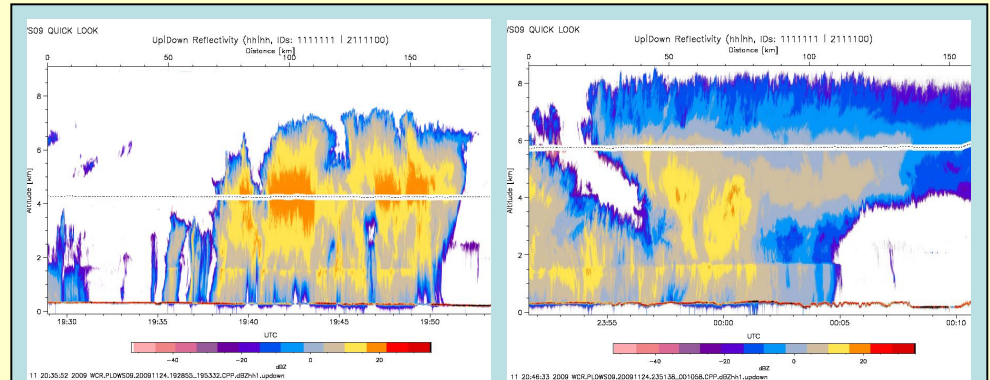 'S09 QUICK LOOK
Up|Down Reflectivity (hh|hh, IDs: 1111111 | 2111100)
Distance [km]
0 50 100 150
8
6
4
2
0
Altitude [km]
19:30 19:35 19:40 19:45 19:50
UTC
−40 −20 0 20
dBZ
11 20:35:52 2009 WCR.PLOWS09.20091124.192855_195332.CPP.dBZhh1.updown
/S09 QUICK LOOK
Up|Down Reflectivity (hh|hh, IDs: 1111111 | 2111100)
Distance [km]
0 50 100 150
8
6
4
2
0
Altitude [km]
23:55 00:00 00:05 00:10
UTC
−40 −20 0 20
dBZ
11 20:46:33 2009 WCR.PLOWS09.20091124.235138_001058.CPP.dBZhh1.updown